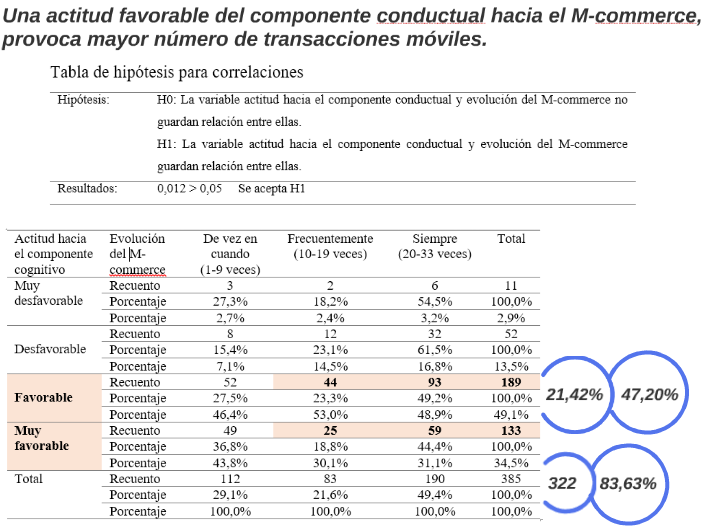 Una actitud favorable del componente conductual hacia el M-commerce,
provoca mayor número de transacciones móviles.
Tabla de hipótesis para correlaciones
Hipótesis: H0: La variable actitud hacia el componente conductual y evolución del M-commerce no
guardan relación entre ellas.
H1: La variable actitud hacia el componente conductual y evolución del M-commerce
guardan relación entre ellas.
Resultados: 0,012 > 0,05 Se acepta H1
Actitud hacia Evolución De vez en Frecuentemente Siempre Total
el componente del M- cuando (10-19 veces) (20-33 veces)
cognitivo commerce (1-9 veces)
Muy Recuento 3 2 6 11
desfavorable Porcentaje 27,3% 18,2% 54,5% 100,0%
Porcentaje 2,7% 2,4% 3,2% 2,9%
Recuento 8 12 32 52
Desfavorable Porcentaje 15,4% 23,1% 61,5% 100,0%
Porcentaje 7,1% 14,5% 16,8% 13,5%
Recuento 52 44 93 189
Favorable Porcentaje 27,5% 23,3% 49,2% 100,0%
Porcentaje 46,4% 53,0% 48,9% 49,1%
Muy Recuento 49 25 59 133
favorable Porcentaje 36,8% 18,8% 44,4% 100,0%
Porcentaje 43,8% 30,1% 31,1% 34,5%
Total Recuento 112 83 190 385
Porcentaje 29,1% 21,6% 49,4% 100,0%
Porcentaje 100,0% 100,0% 100,0% 100,0%
21,42% 47,20%
322 83,63%